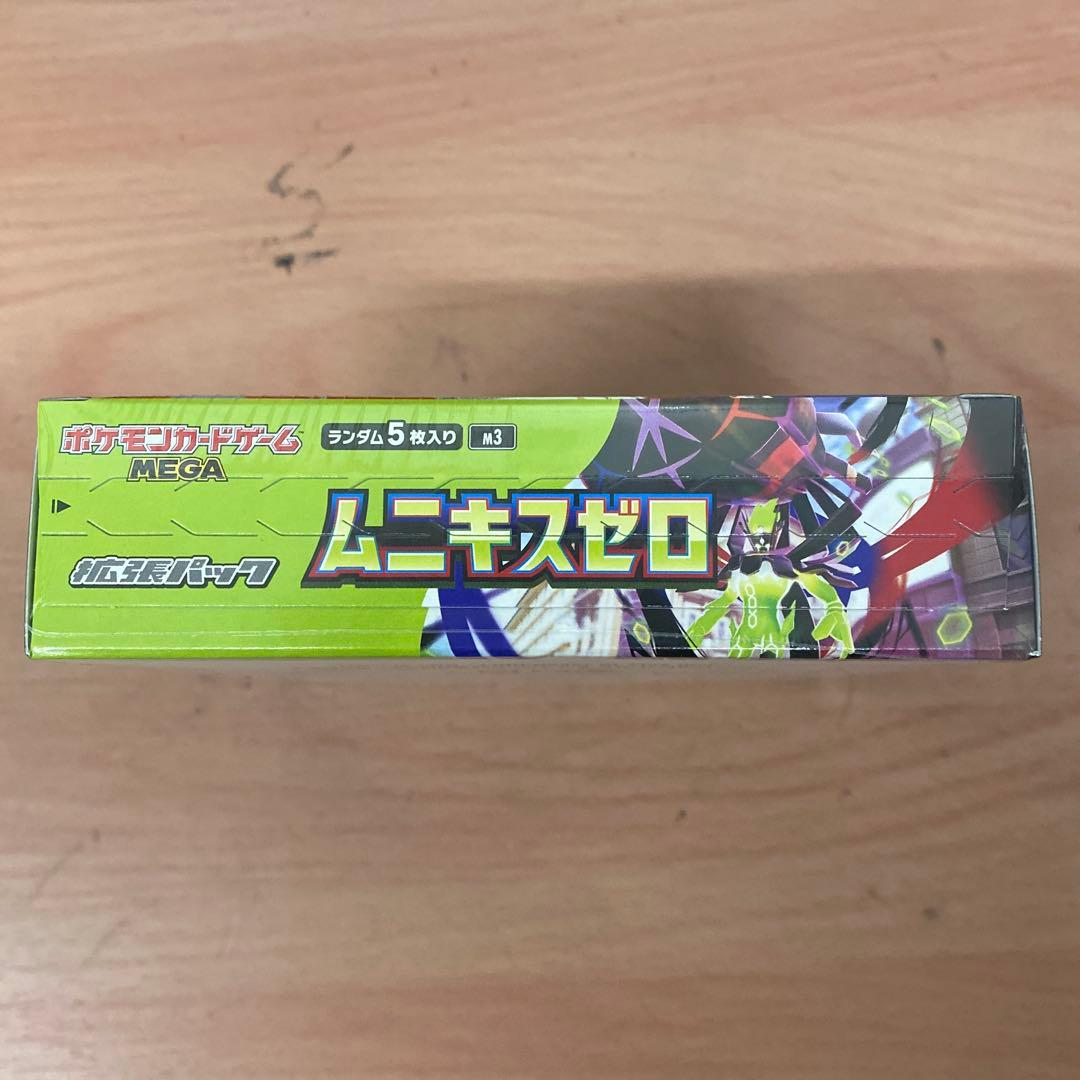 ポケモンカードゲーム
MEGA
ランダム5枚入り M3
ムニキスゼロ
拡張パック